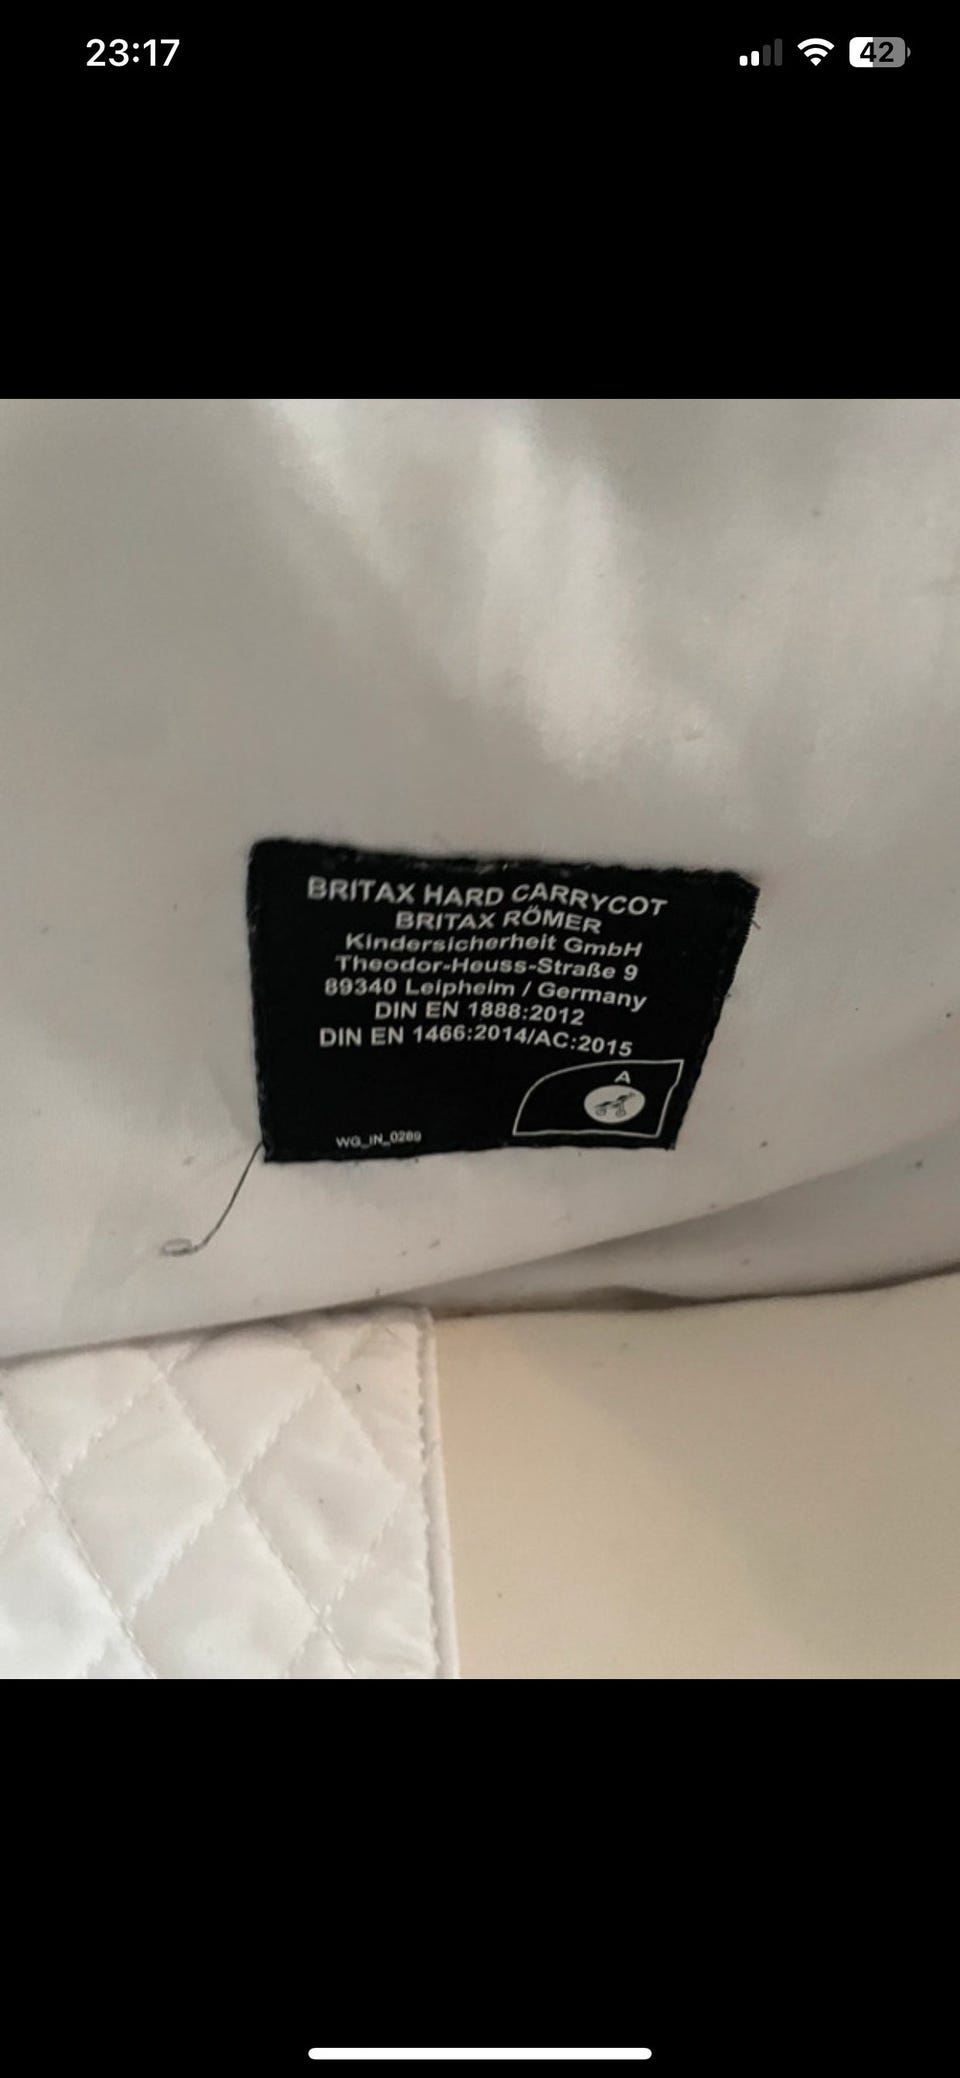 23:17
42
BRITAX HARD CARRYCOT
BRITAX RÖMER
Kindersicherheit GmbH
Theodor-Heuss-Straße 9
89340 Leipheim / Germany
DIN EN 1888:2012
DIN EN 1466:2014/AC:2015
A
WG_IN_0289